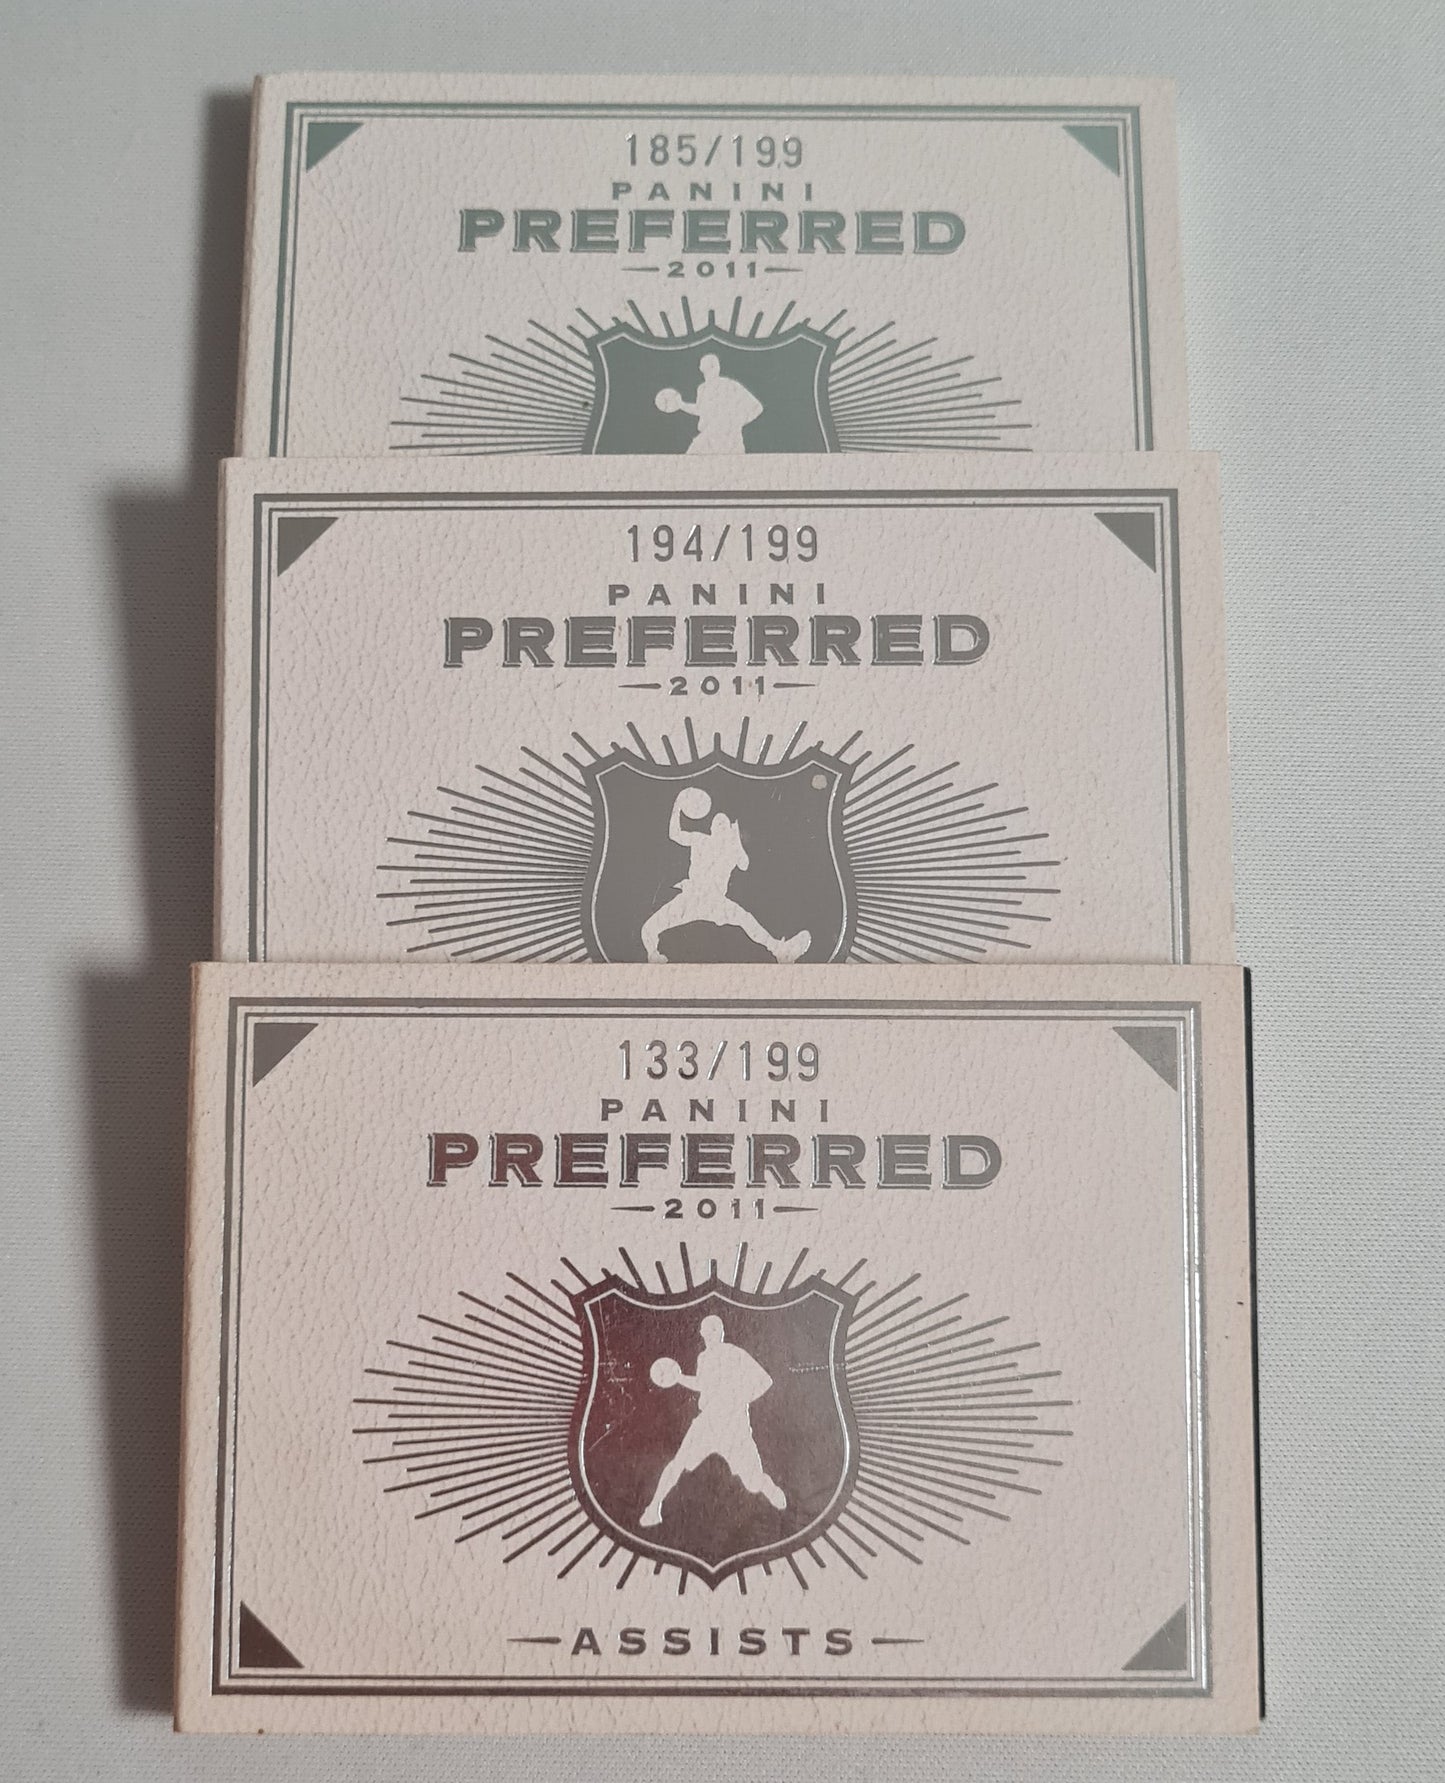 185/199
PANINI
PREFERRED
2011
194/199
PANINI
PREFERRED
2011
133/199
PANINI
PREFERRED
2011
ASSISTS